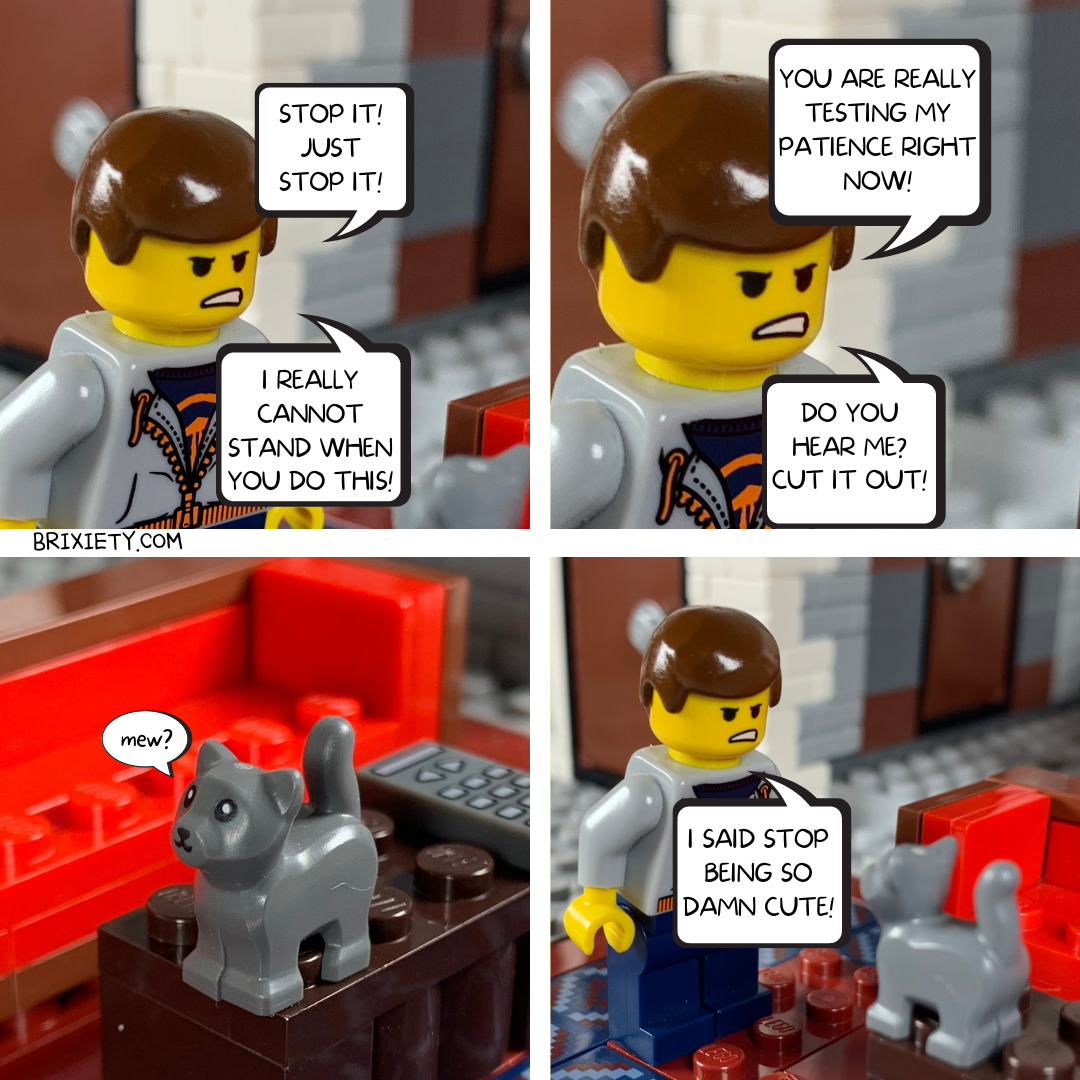 STOP IT!
JUST
STOP IT!
I REALLY
CANNOT
STAND WHEN
YOU DO THIS!
YOU ARE REALLY
TESTING MY
PATIENCE RIGHT
NOW!
DO YOU
HEAR ME?
CUT IT OUT!
BRIXIETY.COM
mew?
I SAID STOP
BEING SO
DAMN CUTE!